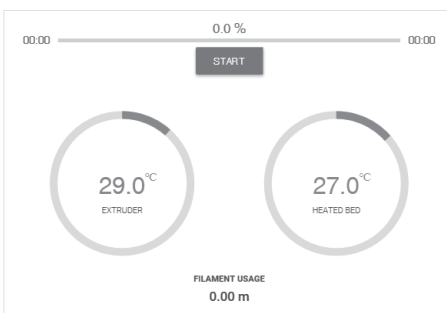 0.0 %
00:00 00:00
START
29.0°C 27.0°C
EXTRUDER HEATED BED
FILAMENT USAGE
0.00 m